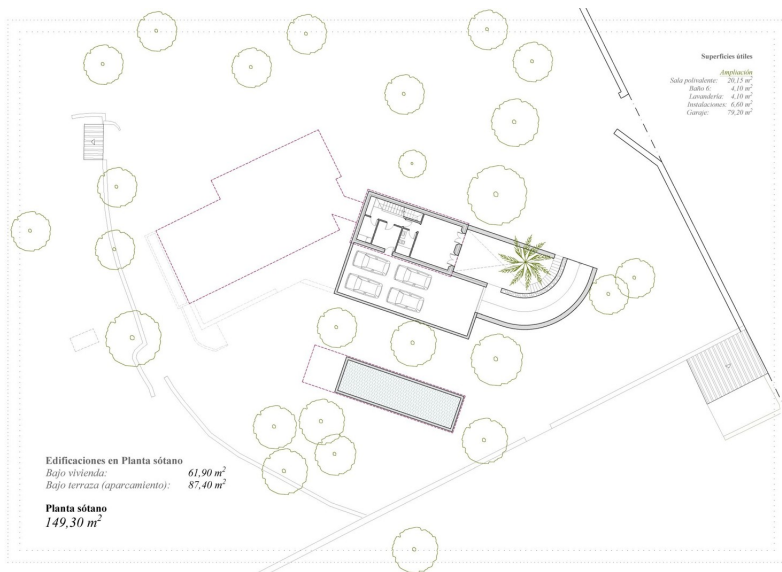 Superficies útiles
Ampliación
Sala polivalente: 20,15 m²
Baño 6: 4,10 m²
Lavandería: 4,10 m²
Instalaciones: 6,60 m²
Garaje: 79,20 m²
Edificaciones en Planta sótano
Bajo vivienda: 61,90 m²
Bajo terraza (aparcamiento): 87,40 m²
Planta sótano
149,30 m²